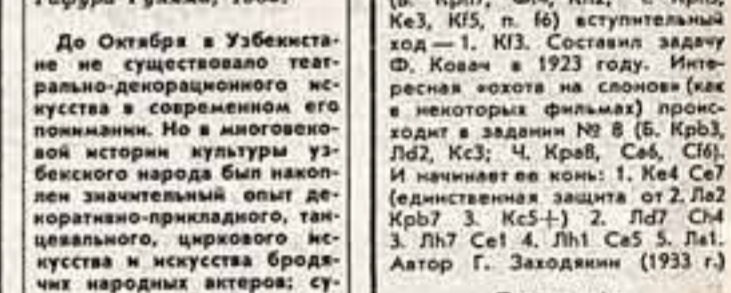 До Октября в Узбекиста-
не не существовало теат-
рально-декорационного ис-
кусства в современном его
понимании. Но в многовеко-
вой истории культуры уз-
бекского народа был накоп-
лен значительный опыт де-
коративно-прикладного, тан-
цевального, циркового ис-
кусства и искусства бродя-
чих народных актеров; су-
Ке3, Кf5, п. f6) вступительный
ход — 1. Кf3. Составил задачу
Ф. Ковач в 1923 году. Инте-
ресная «охота на слонов» (как
в некоторых фильмах) проис-
ходит в задании № 8 (Б. Крb3,
Лd2, Кс3; Ч. Кра8, Са6, Сf6).
И начинает ее конь: 1. Ке4 Се7
(единственная защита от 2. Ла2
Крb7 3. Кс5+) 2. Лd7 Сh4
3. Лh7 Се1 4. Лh1 Са5 5. Ла1.
Автор Г. Заходякин (1933 г.)